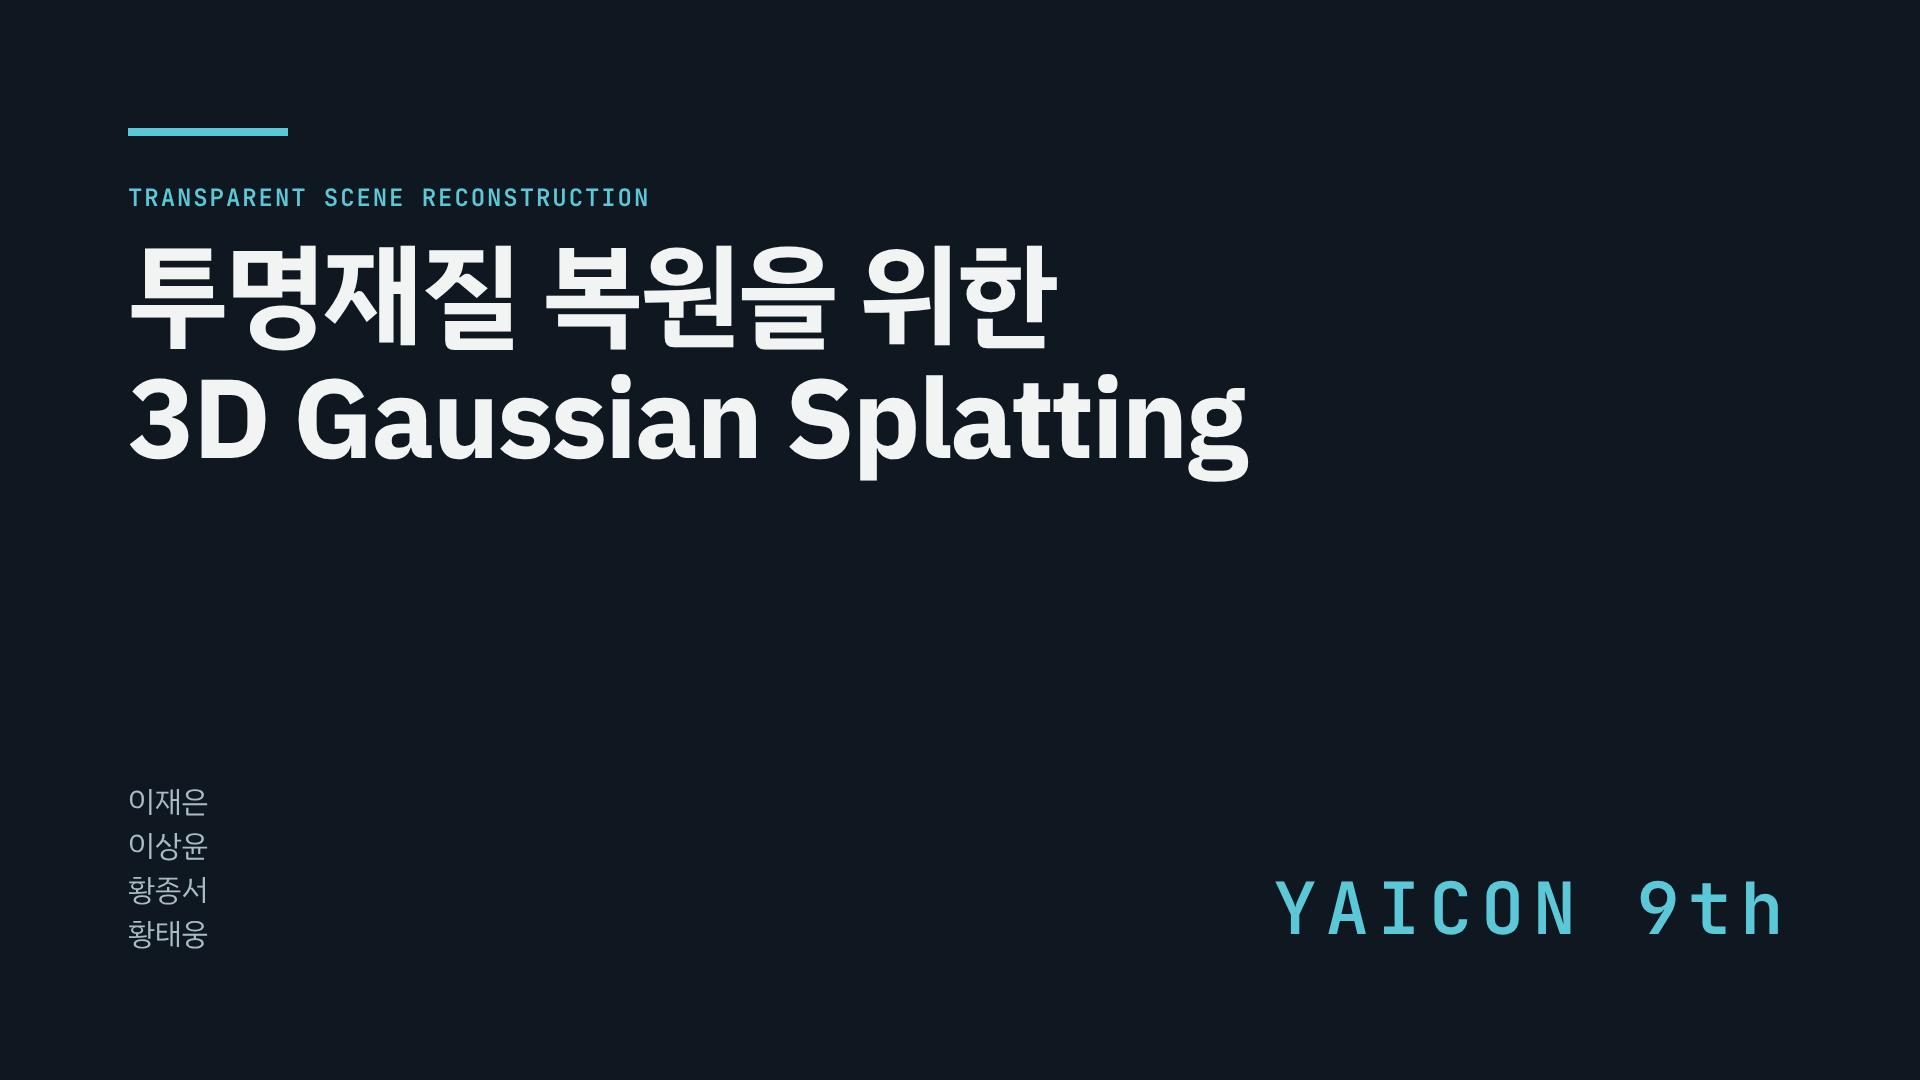 TRANSPARENT SCENE RECONSTRUCTION
투명재질 복원을 위한
3D Gaussian Splatting
이재은
이상윤
황종서
황태웅
YAICON 9th